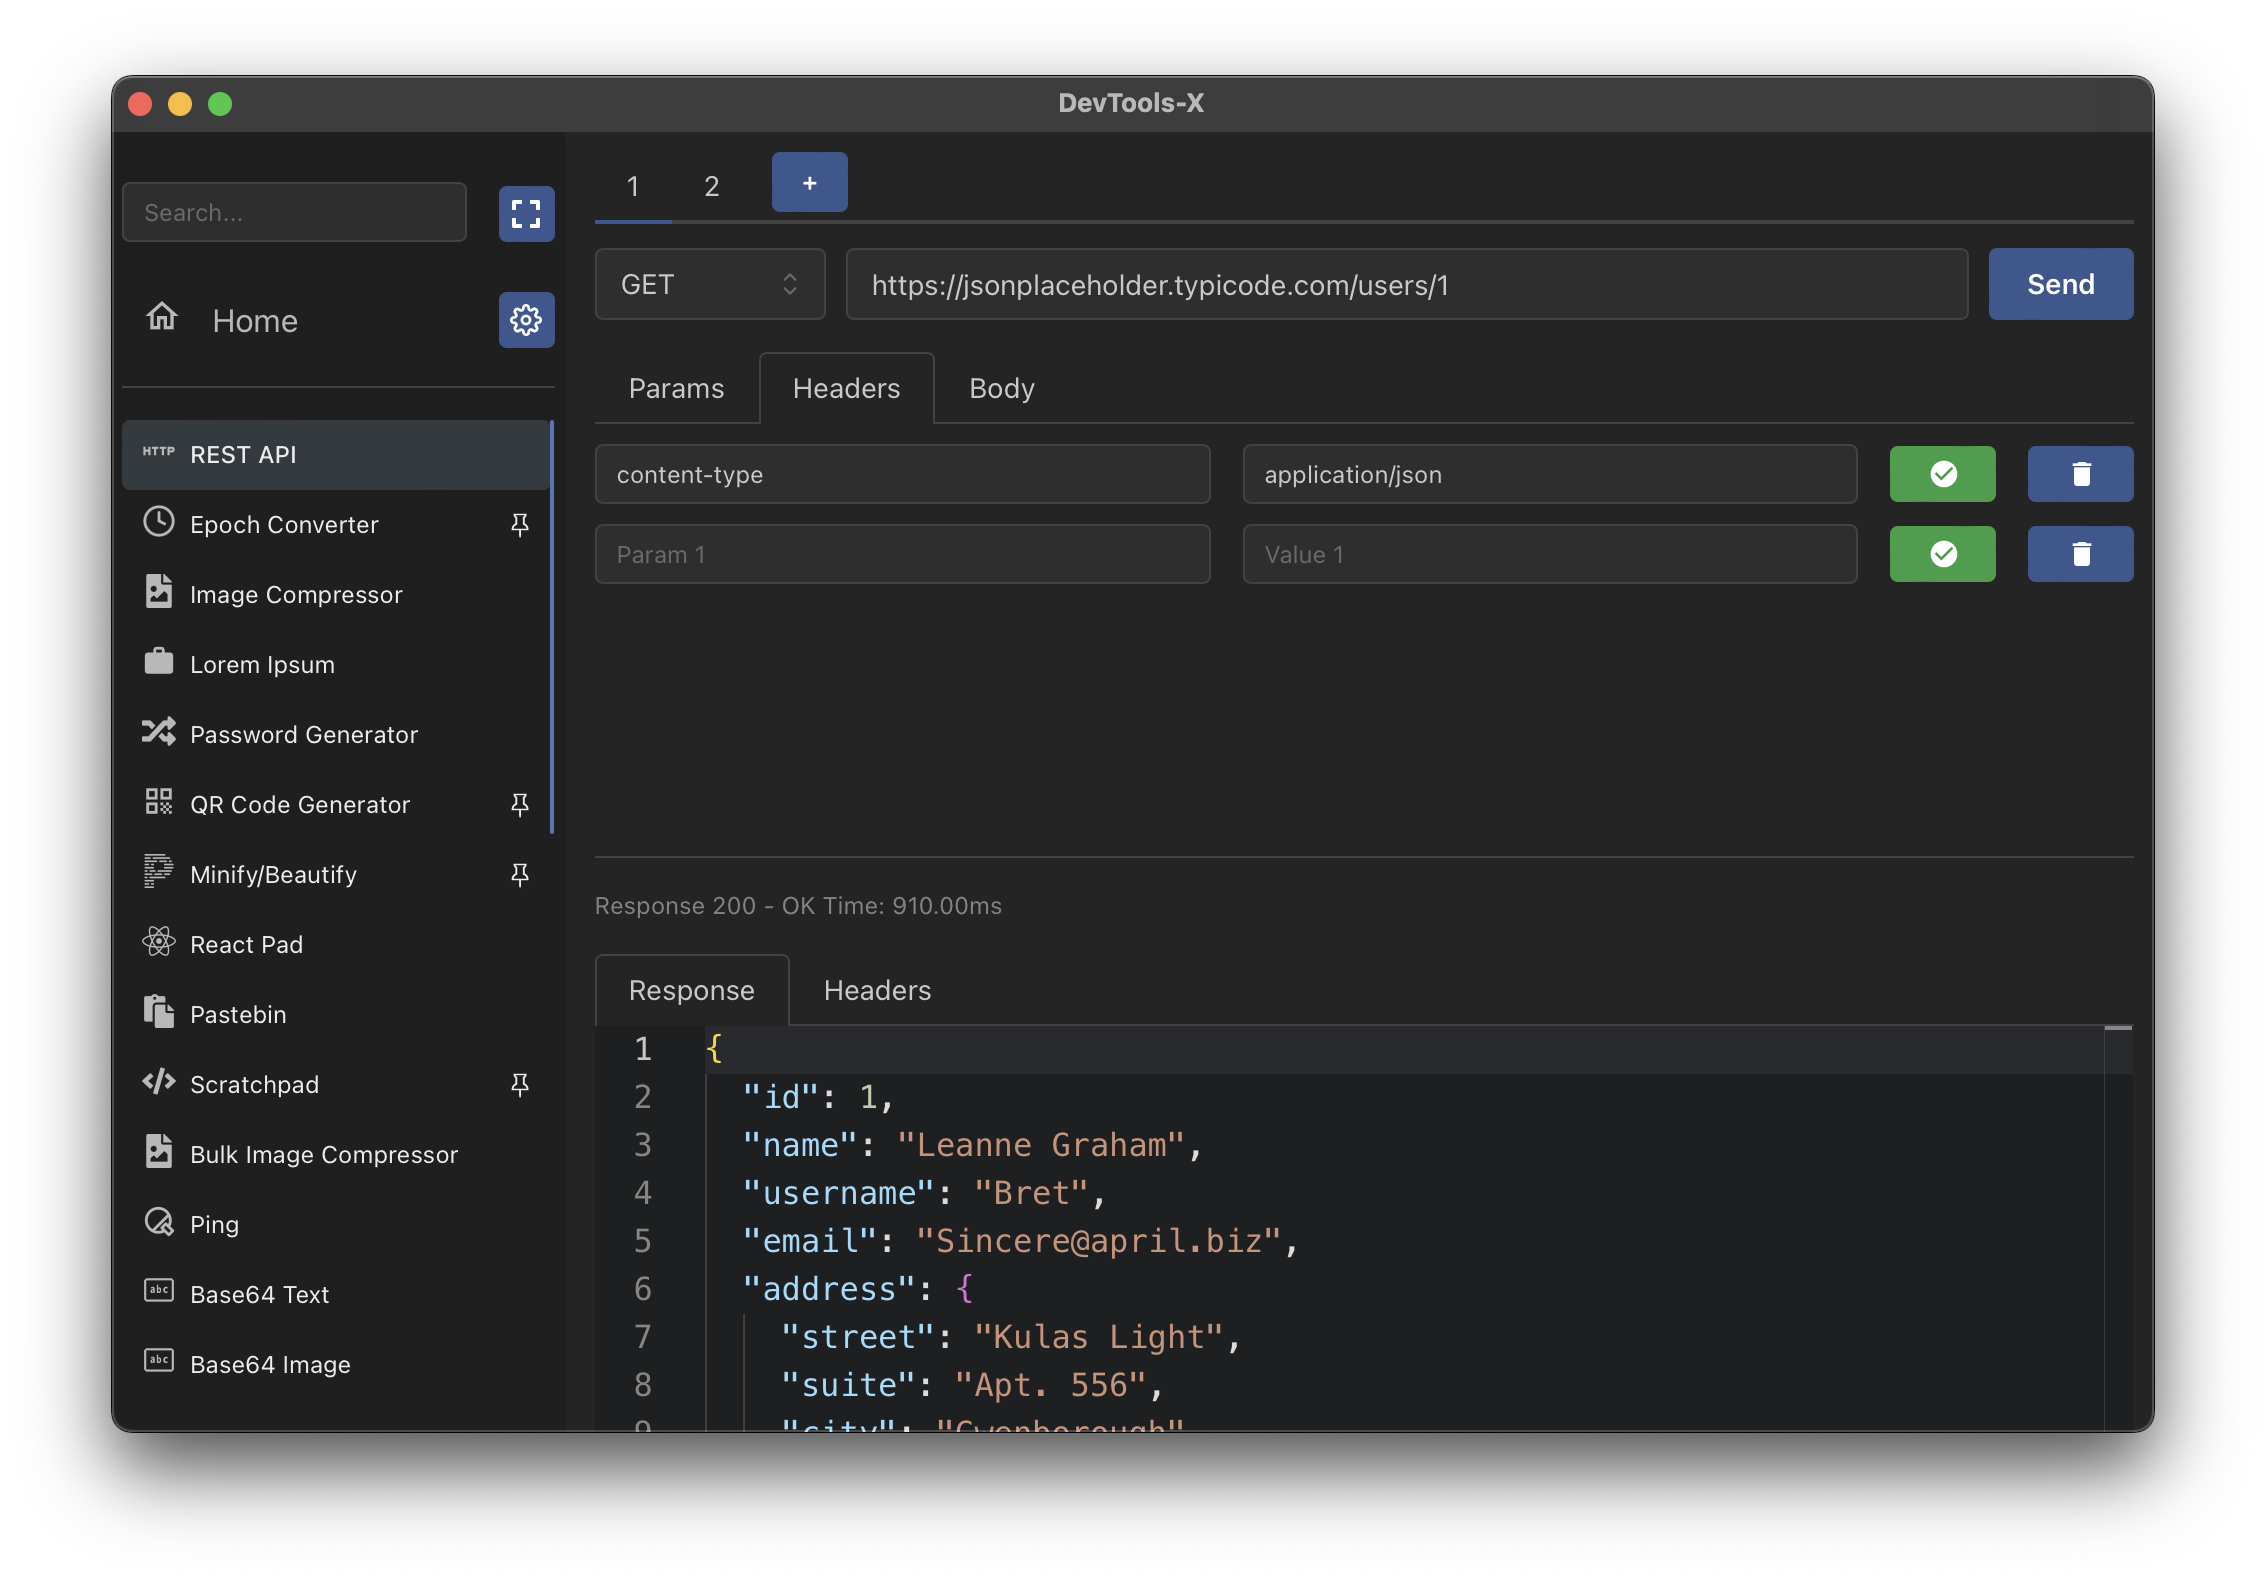 DevTools-X
Search...
Home
HTTP REST API
Epoch Converter
Image Compressor
Lorem Ipsum
Password Generator
QR Code Generator
Minify/Beautify
React Pad
Pastebin
Scratchpad
Bulk Image Compressor
Ping
abc Base64 Text
abc Base64 Image
1 2 +
GET https://jsonplaceholder.typicode.com/users/1 Send
Params Headers Body
content-type application/json
Param 1 Value 1
Response 200 - OK Time: 910.00ms
Response Headers
1 {
2 "id": 1,
3 "name": "Leanne Graham",
4 "username": "Bret",
5 "email": "Sincere@april.biz",
6 "address": {
7 "street": "Kulas Light",
8 "suite": "Apt. 556",
9 "city": "Gwenborough"